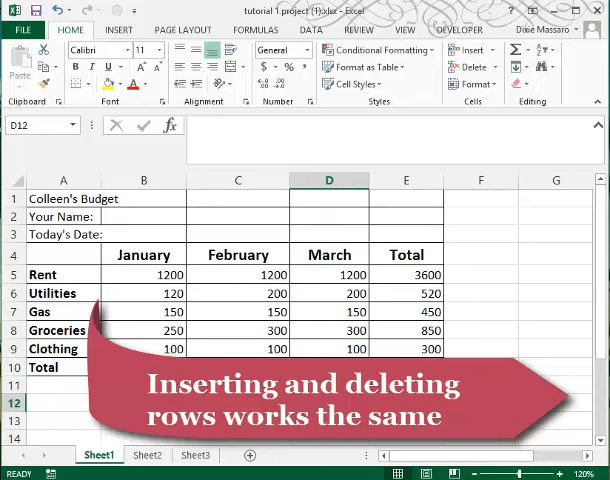 tutorial 1 project (1).xlsx - Excel
FILE HOME INSERT PAGE LAYOUT FORMULAS DATA REVIEW VIEW DEVELOPER Dixie Massaro
Calibri 11 General Conditional Formatting Insert
Paste B I U $ % , Format as Table Delete
Cell Styles Format
Clipboard Font Alignment Number Styles Cells Editing
D12 fx
A B C D E F G
1 Colleen's Budget
2 Your Name:
3 Today's Date:
4 January February March Total
5 Rent 1200 1200 1200 3600
6 Utilities 120 200 200 520
7 Gas 150 150 150 450
8 Groceries 250 300 300 850
9 Clothing 100 100 100 300
10 Total
11
12
13
14
Inserting and deleting
rows works the same
Sheet1 Sheet2 Sheet3
READY 120%